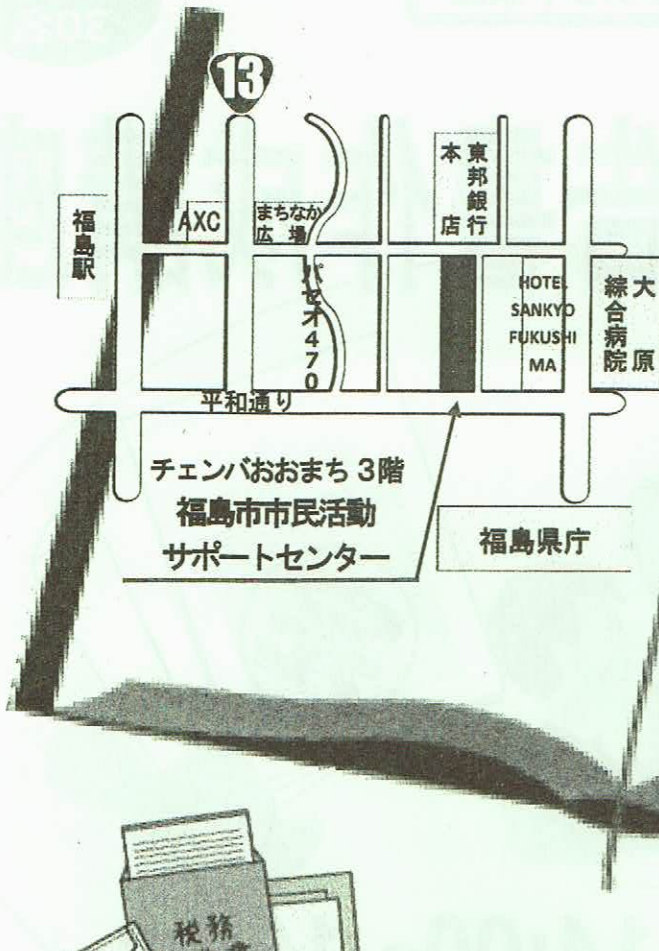 13
福島駅
AXC
まちなか
広場
パセオ470
東邦銀行
本店
HOTEL
SANKYO
FUKUSHI
MA
大原
綜合病院
平和通り
チェンバおおまち 3階
福島市市民活動
サポートセンター
福島県庁
税務